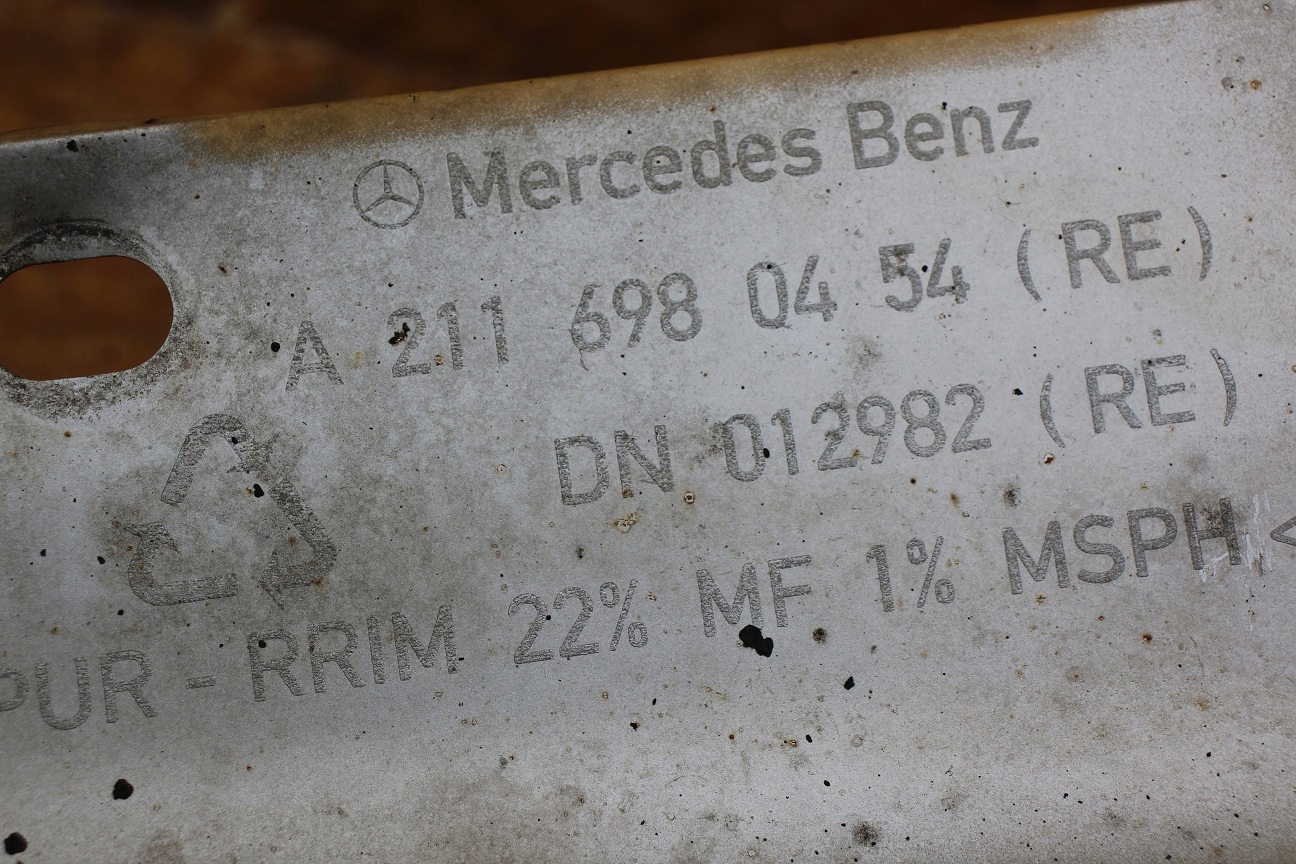 Mercedes Benz
A 211 698 04 54 (RE)
DN 012982 (RE)
PUR - RRIM 22% MF 1% MSPH <